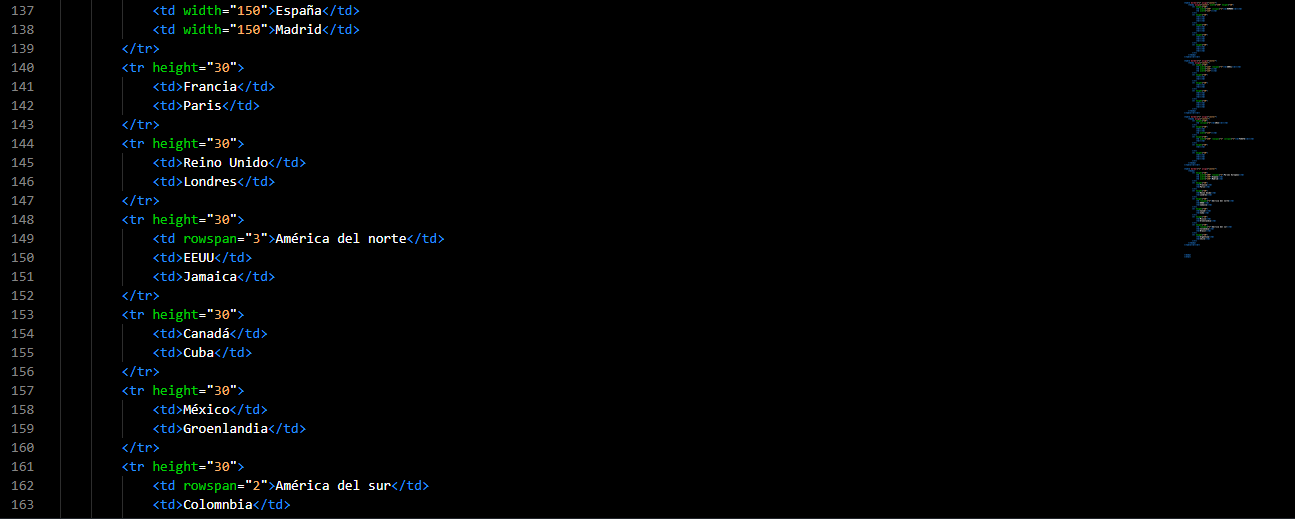 137 <td width="150">España</td>
138 <td width="150">Madrid</td>
139 </tr>
140 <tr height="30">
141 <td>Francia</td>
142 <td>Paris</td>
143 </tr>
144 <tr height="30">
145 <td>Reino Unido</td>
146 <td>Londres</td>
147 </tr>
148 <tr height="30">
149 <td rowspan="3">América del norte</td>
150 <td>EEUU</td>
151 <td>Jamaica</td>
152 </tr>
153 <tr height="30">
154 <td>Canadá</td>
155 <td>Cuba</td>
156 </tr>
157 <tr height="30">
158 <td>México</td>
159 <td>Groenlandia</td>
160 </tr>
161 <tr height="30">
162 <td rowspan="2">América del sur</td>
163 <td>Colomnbia</td>